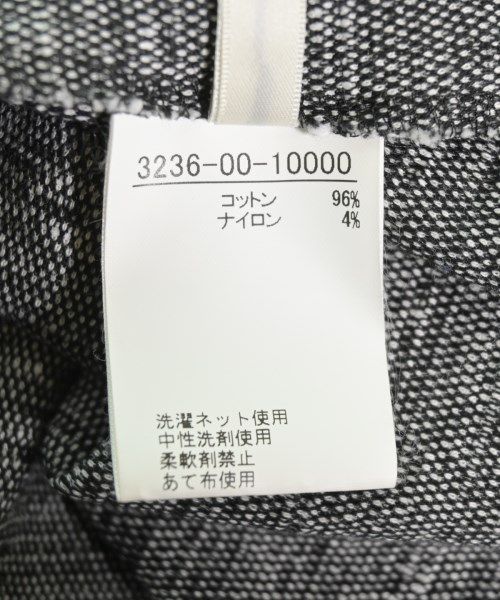 3236-00-10000
コットン 96%
ナイロン 4%
洗濯ネット使用
中性洗剤使用
柔軟剤禁止
あて布使用